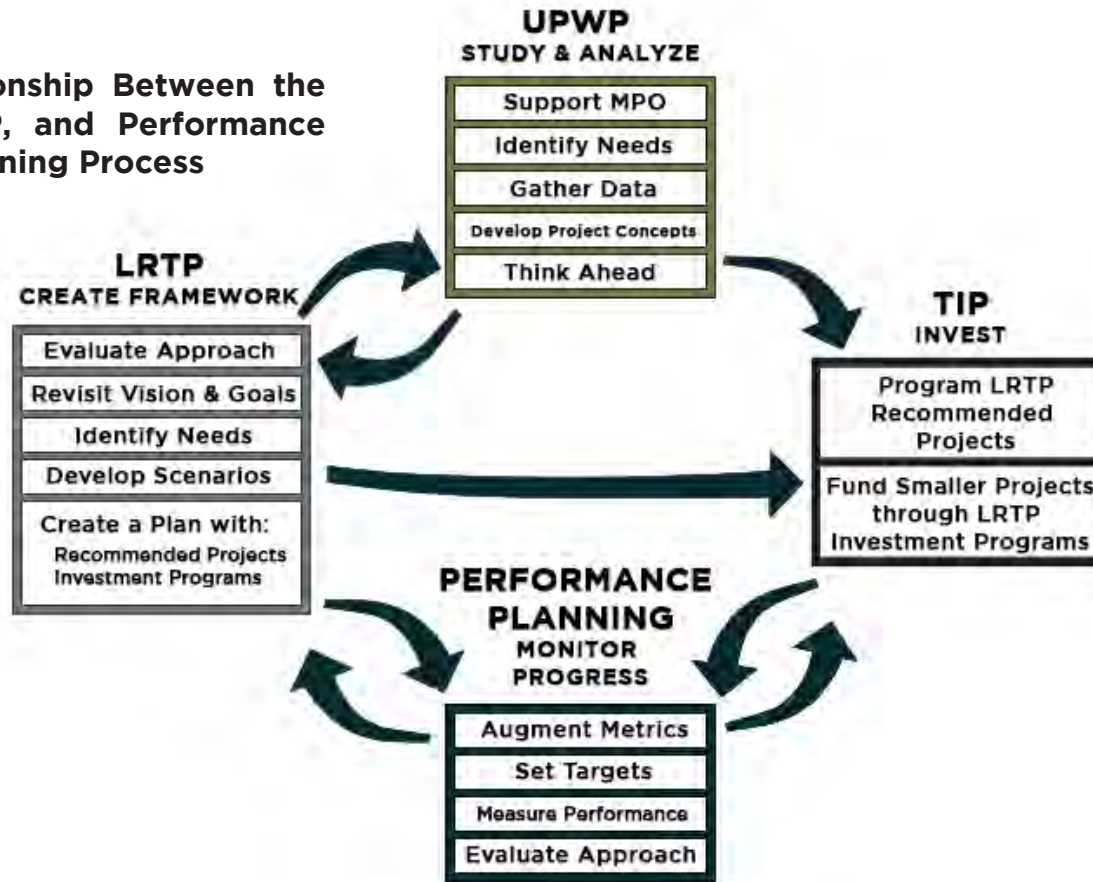 onship Between the
P, and Performance
ning Process
UPWP
STUDY & ANALYZE
Support MPO
Identify Needs
Gather Data
Develop Project Concepts
Think Ahead
LRTP
CREATE FRAMEWORK
Evaluate Approach
Revisit Vision & Goals
Identify Needs
Develop Scenarios
Create a Plan with:
Recommended Projects
Investment Programs
TIP
INVEST
Program LRTP
Recommended
Projects
Fund Smaller Projects
through LRTP
Investment Programs
PERFORMANCE
PLANNING
MONITOR
PROGRESS
Augment Metrics
Set Targets
Measure Performance
Evaluate Approach